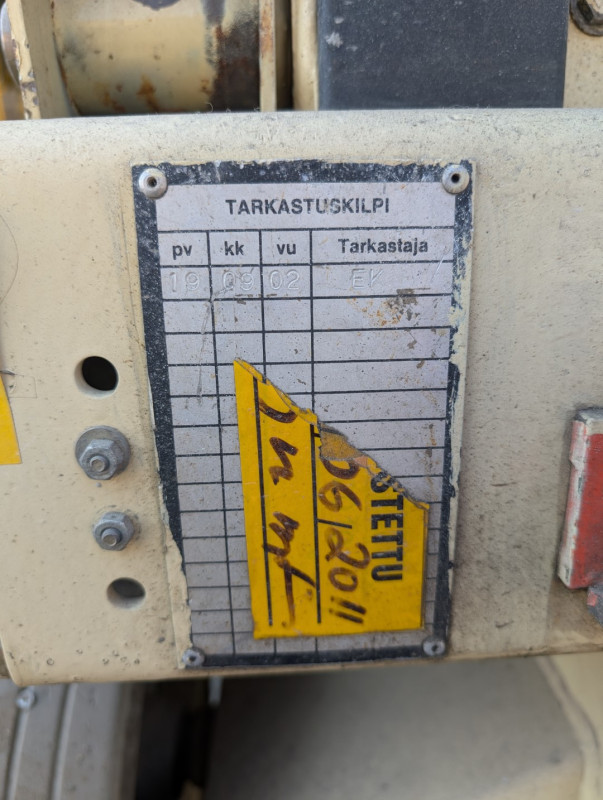 TARKASTUSKILPI
pv kk vu Tarkastaja
19 09 02 EK
STETTU
06/2011